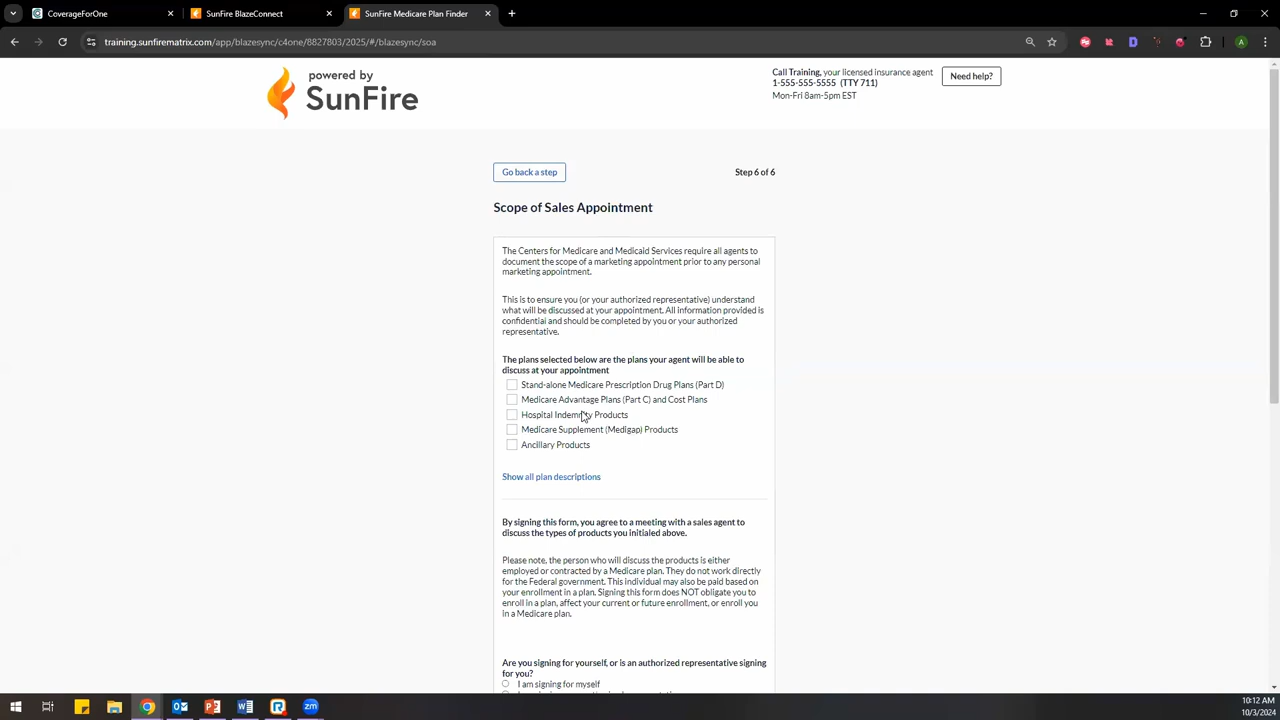 CoverageForOne
SunFire BlazeConnect
SunFire Medicare Plan Finder
training.sunfirematrix.com/app/blazesync/c4one/8827803/2025/#/blazesync/soa
powered by
SunFire
Call Training, your licensed insurance agent
1-555-555-5555 (TTY 711)
Mon-Fri 8am-5pm EST
Need help?
Go back a step
Step 6 of 6
Scope of Sales Appointment
The Centers for Medicare and Medicaid Services require all agents to
document the scope of a marketing appointment prior to any personal
marketing appointment.
This is to ensure you (or your authorized representative) understand
what will be discussed at your appointment. All information provided is
confidential and should be completed by you or your authorized
representative.
The plans selected below are the plans your agent will be able to
discuss at your appointment
Stand-alone Medicare Prescription Drug Plans (Part D)
Medicare Advantage Plans (Part C) and Cost Plans
Hospital Indemnity Products
Medicare Supplement (Medigap) Products
Ancillary Products
Show all plan descriptions
By signing this form, you agree to a meeting with a sales agent to
discuss the types of products you initialed above.
Please note, the person who will discuss the products is either
employed or contracted by a Medicare plan. They do not work directly
for the Federal government. This individual may also be paid based on
your enrollment in a plan. Signing this form does NOT obligate you to
enroll in a plan, affect your current or future enrollment, or enroll you
in a Medicare plan.
Are you signing for yourself, or is an authorized representative signing
for you?
I am signing for myself
10:12 AM
10/3/2024